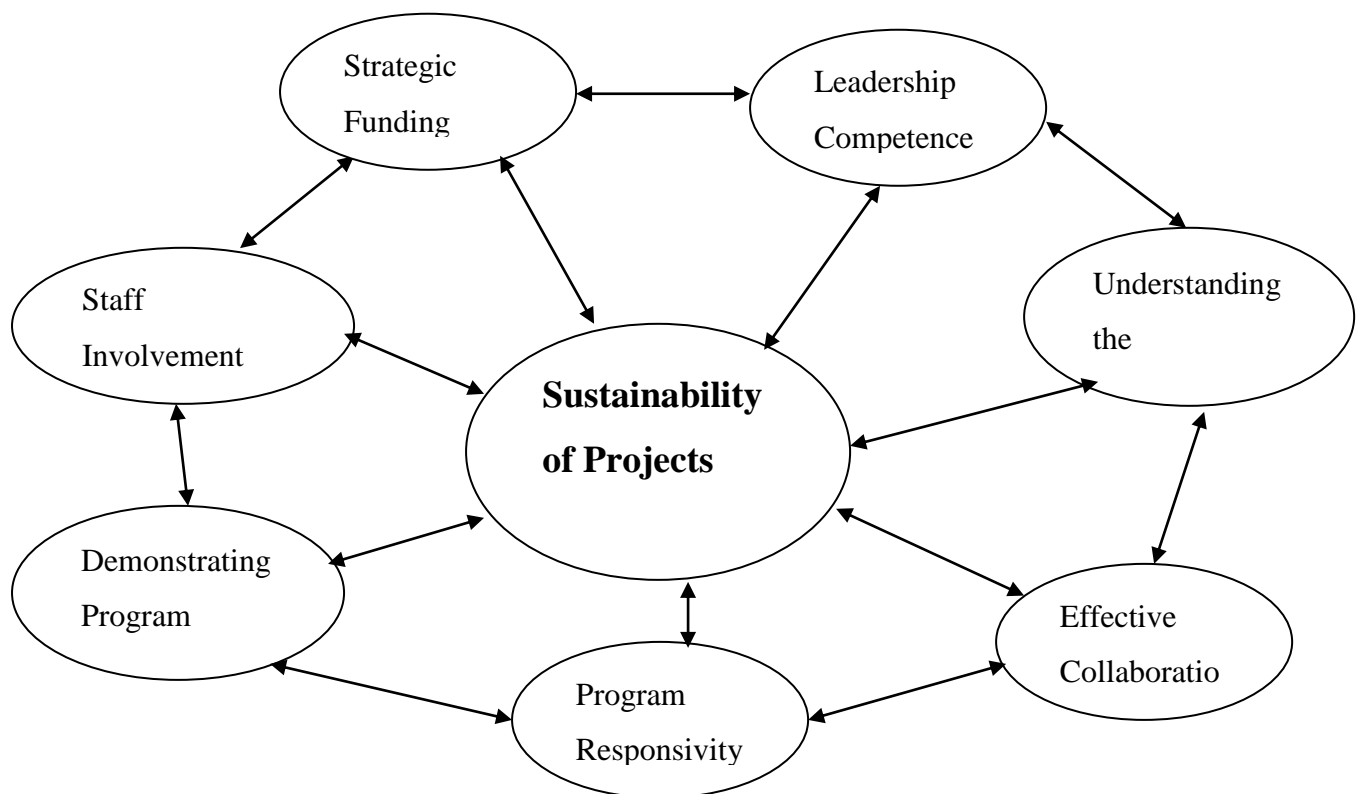 Strategic
Funding
Leadership
Competence
Understanding
the
Staff
Involvement
Sustainability
of Projects
Demonstrating
Program
Effective
Collaboratio
Program
Responsivity